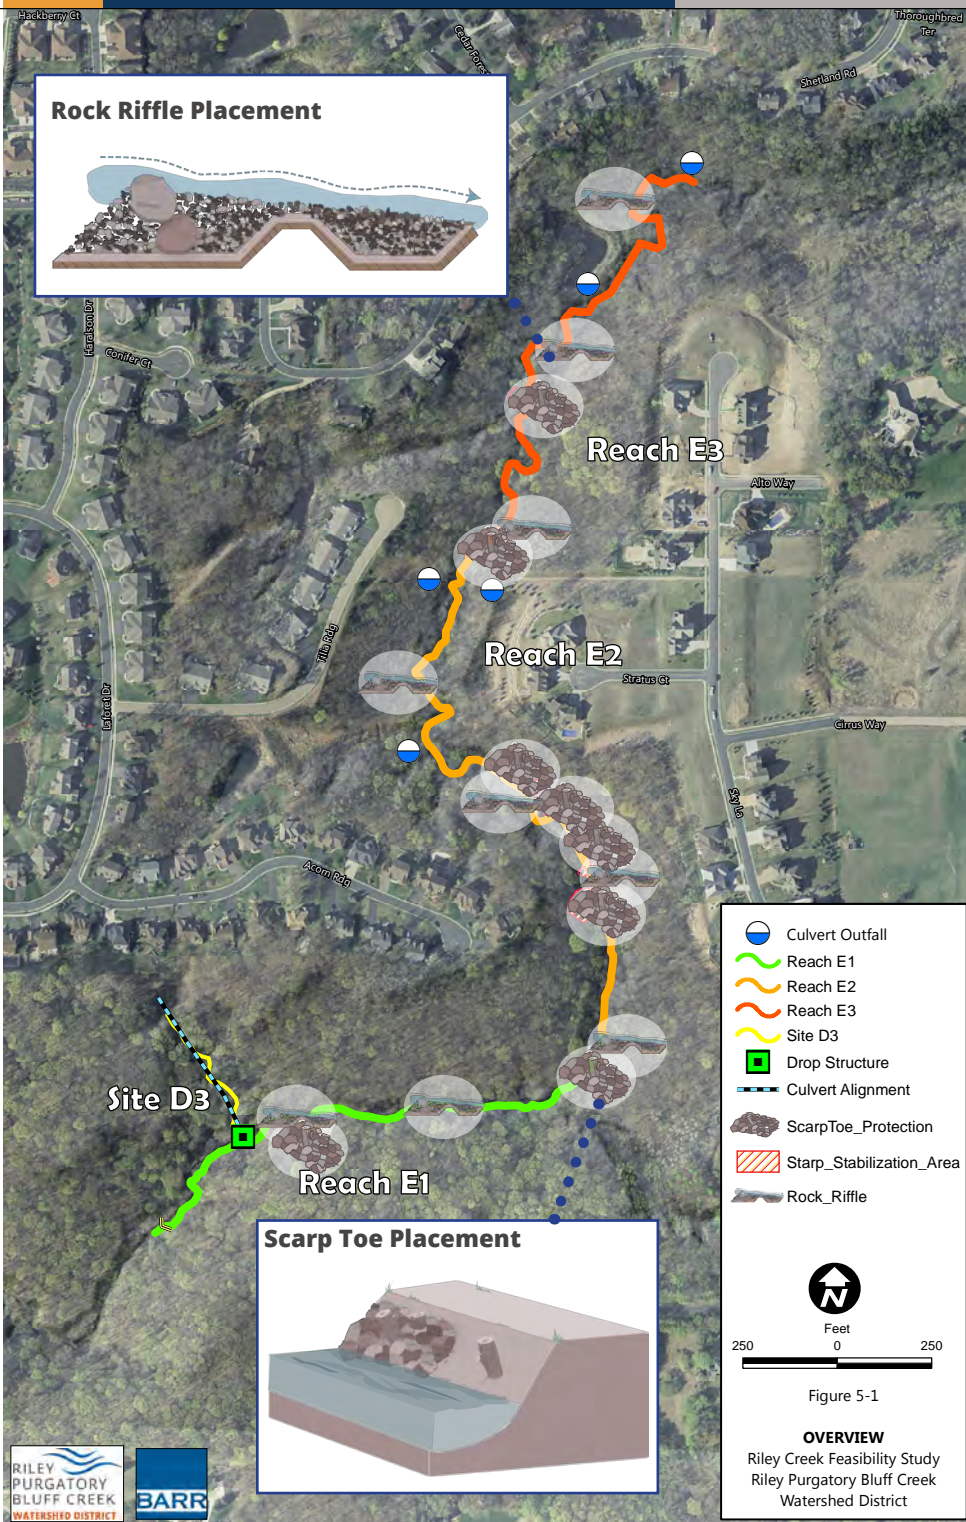 Hackberry Ct
Cedar Forest
Thoroughbred
Ter
Shetland Rd
Rock Riffle Placement
Haralson Dr
Conifer Ct
Reach E3
Alto Way
Tilia Rdg
Reach E2
Stratus Ct
Laforet Dr
Cirrus Way
Sky La
Acorn Rdg
Site D3
Reach E1
Scarp Toe Placement
Culvert Outfall
Reach E1
Reach E2
Reach E3
Site D3
Drop Structure
Culvert Alignment
ScarpToe_Protection
Starp_Stabilization_Area
Rock_Riffle
N
Feet
250 0 250
Figure 5-1
OVERVIEW
Riley Creek Feasibility Study
Riley Purgatory Bluff Creek
Watershed District
RILEY
PURGATORY
BLUFF CREEK
WATERSHED DISTRICT
BARR